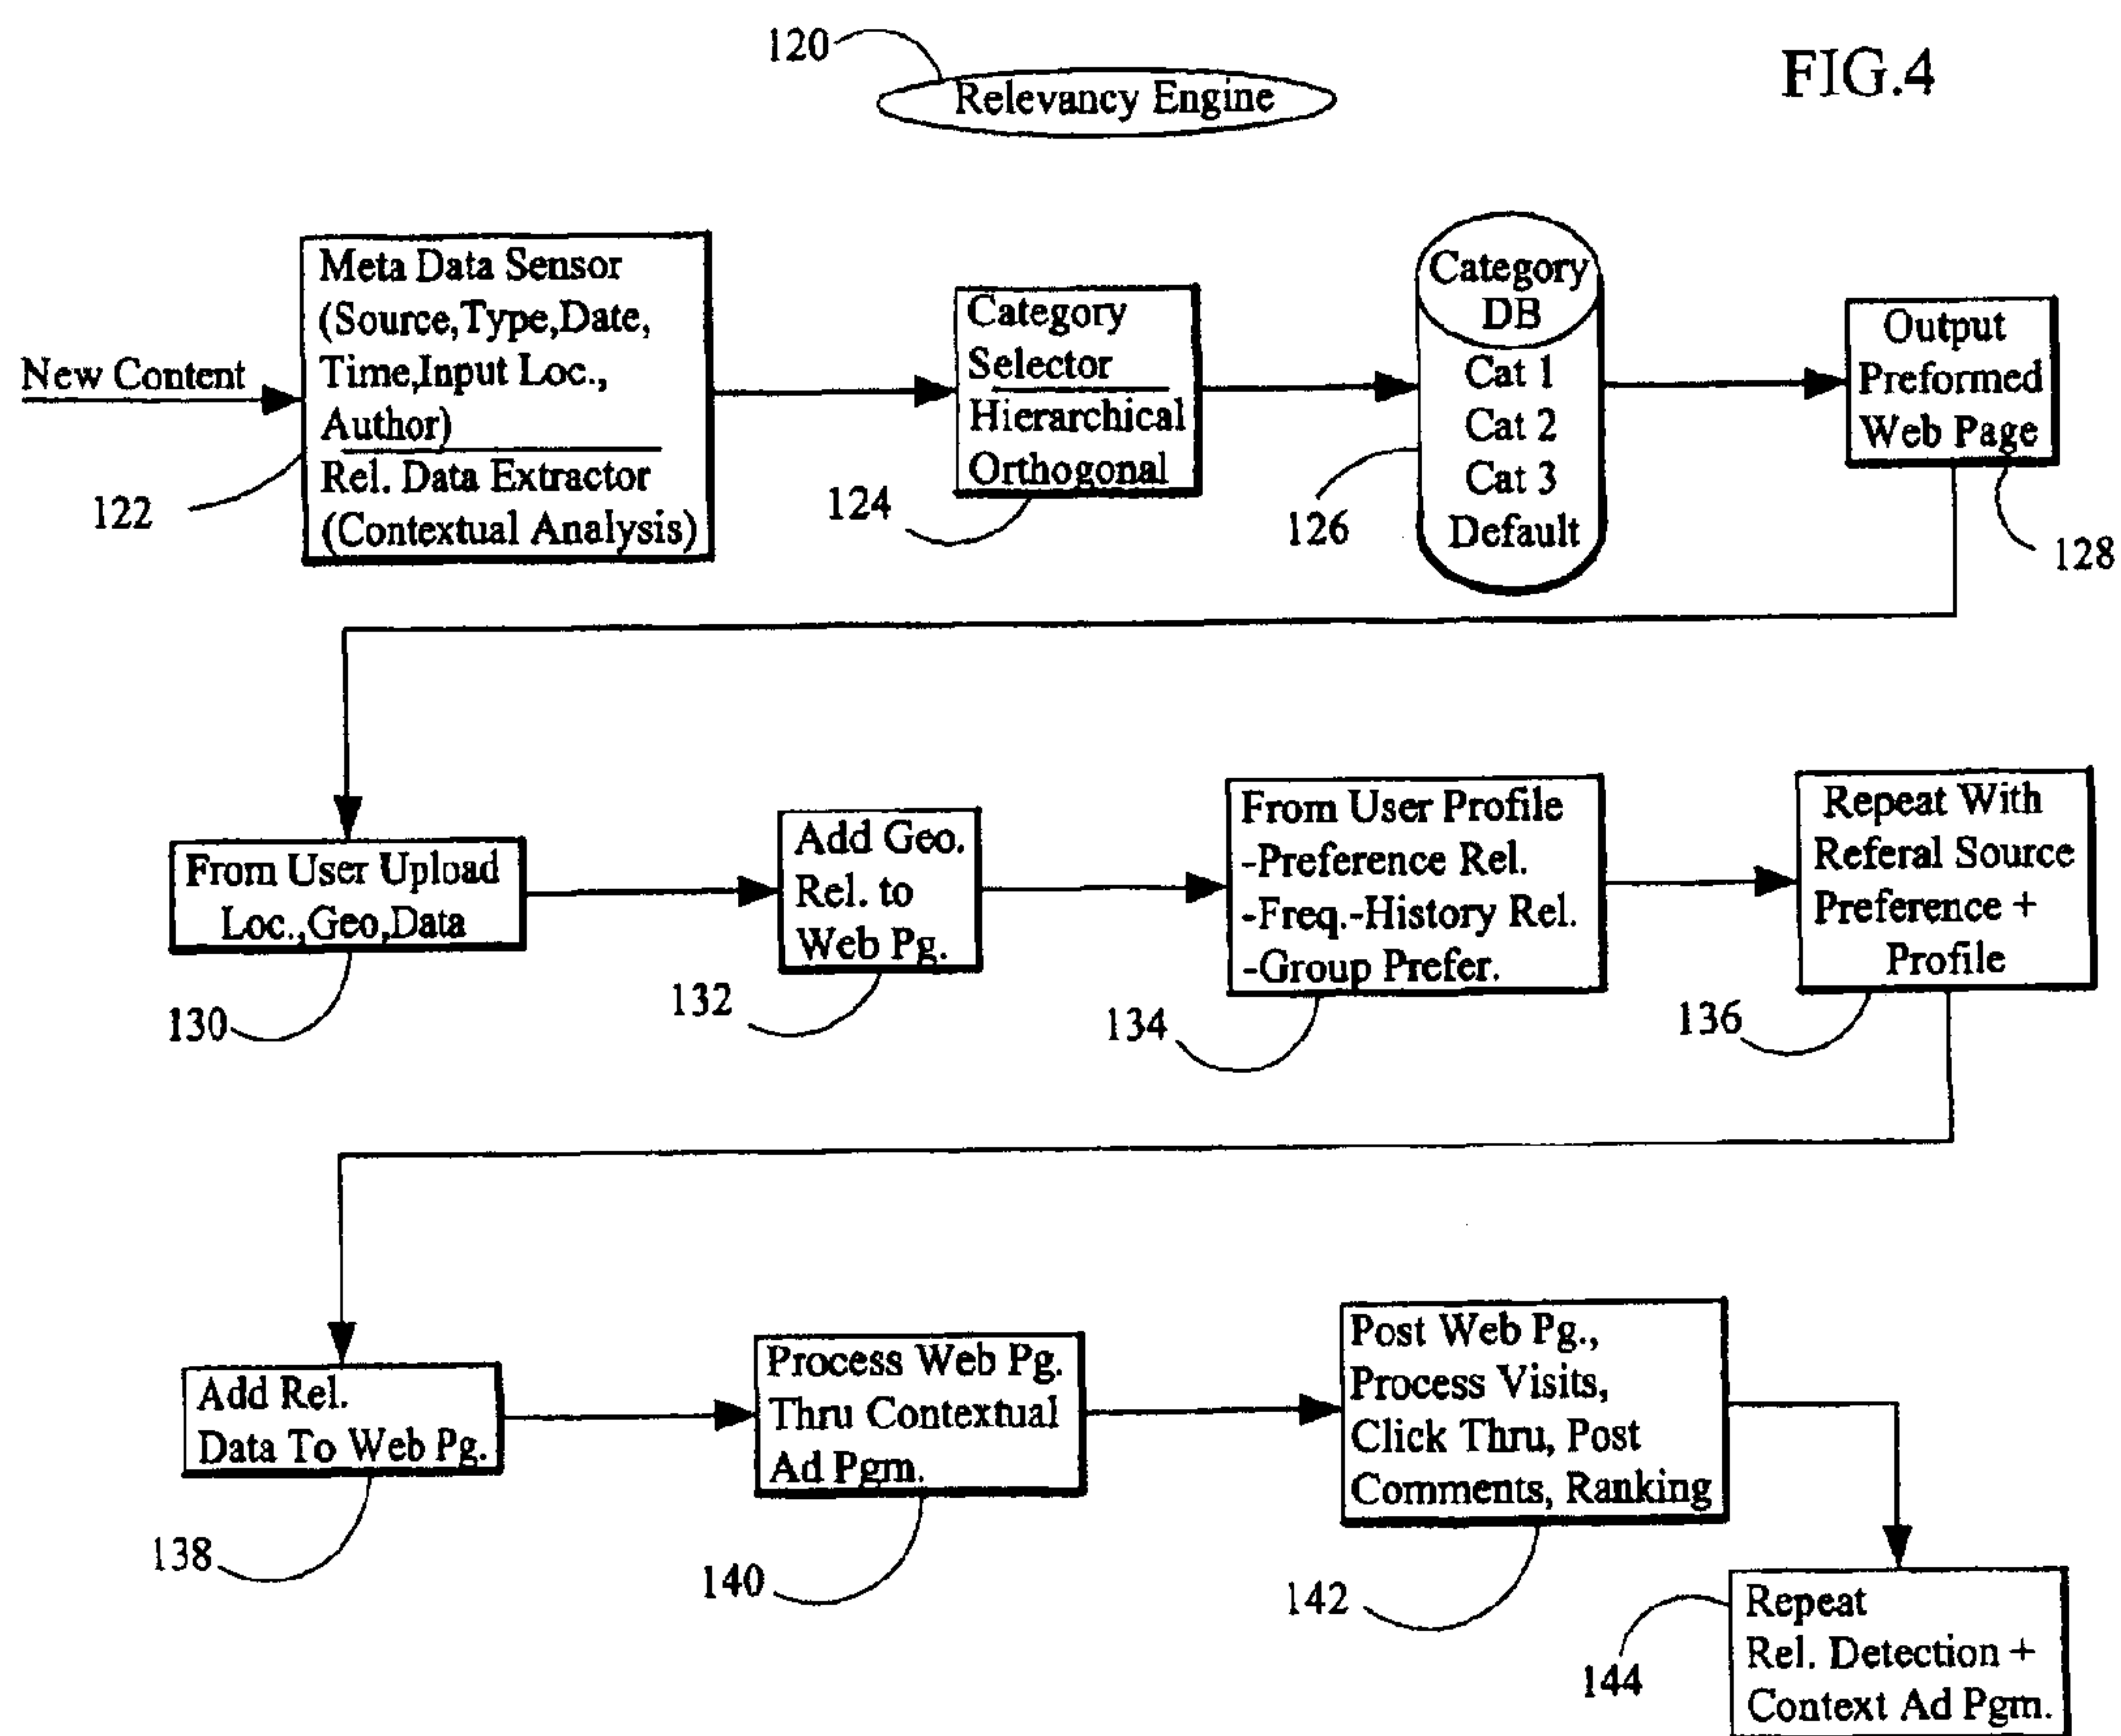 FIG.4
120
Relevancy Engine
New Content
Meta Data Sensor
(Source,Type,Date,
Time,Input Loc.,
Author)
Rel. Data Extractor
(Contextual Analysis)
122
Category
Selector
Hierarchical
Orthogonal
124
Category
DB
Cat 1
Cat 2
Cat 3
Default
126
Output
Preformed
Web Page
128
From User Upload
Loc.,Geo,Data
130
Add Geo.
Rel. to
Web Pg.
132
From User Profile
-Preference Rel.
-Freq.-History Rel.
-Group Prefer.
134
Repeat With
Referal Source
Preference +
Profile
136
Add Rel.
Data To Web Pg.
138
Process Web Pg.
Thru Contextual
Ad Pgm.
140
Post Web Pg.,
Process Visits,
Click Thru, Post
Comments, Ranking
142
Repeat
Rel. Detection +
Context Ad Pgm.
144